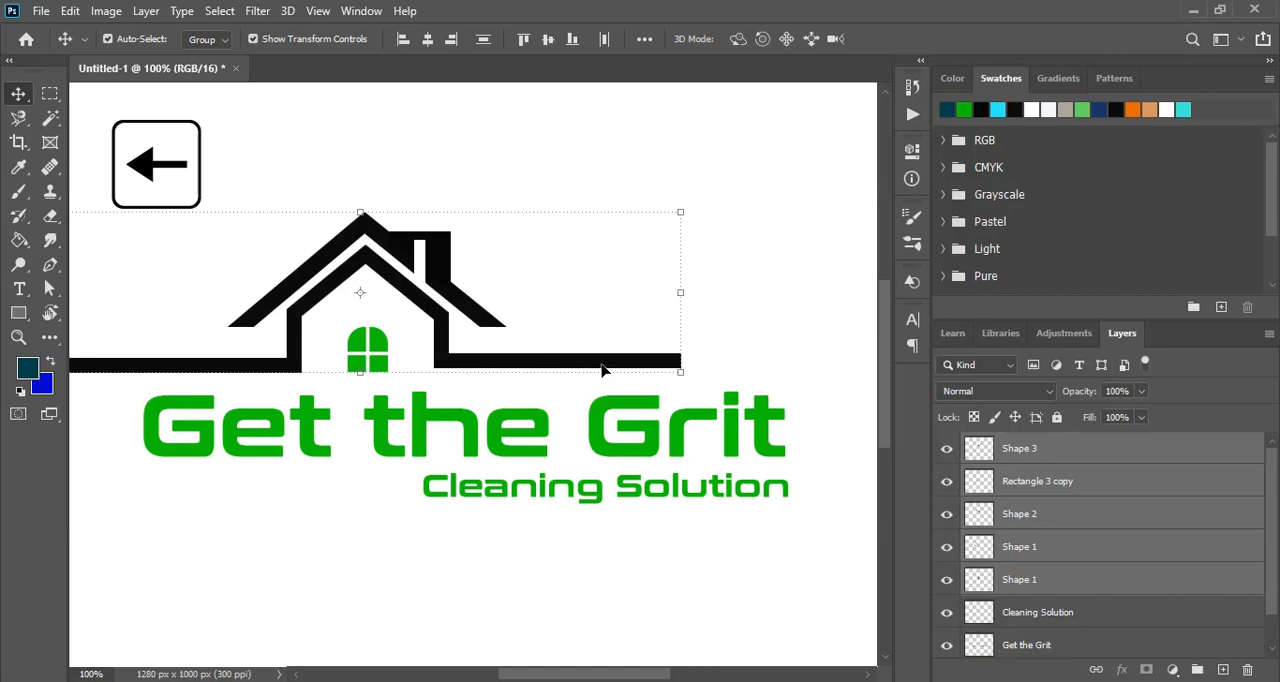 Ps File Edit Image Layer Type Select Filter 3D View Window Help
Auto-Select: Group Show Transform Controls 3D Mode:
Untitled-1 @ 100% (RGB/16) *
Color Swatches Gradients Patterns
RGB
CMYK
Grayscale
Pastel
Light
Pure
Learn Libraries Adjustments Layers
Kind
Normal Opacity: 100%
Lock: Fill: 100%
Shape 3
Rectangle 3 copy
Shape 2
Shape 1
Shape 1
Cleaning Solution
Get the Grit
Get the Grit
Cleaning Solution
100% 1280 px x 1000 px (300 ppi)